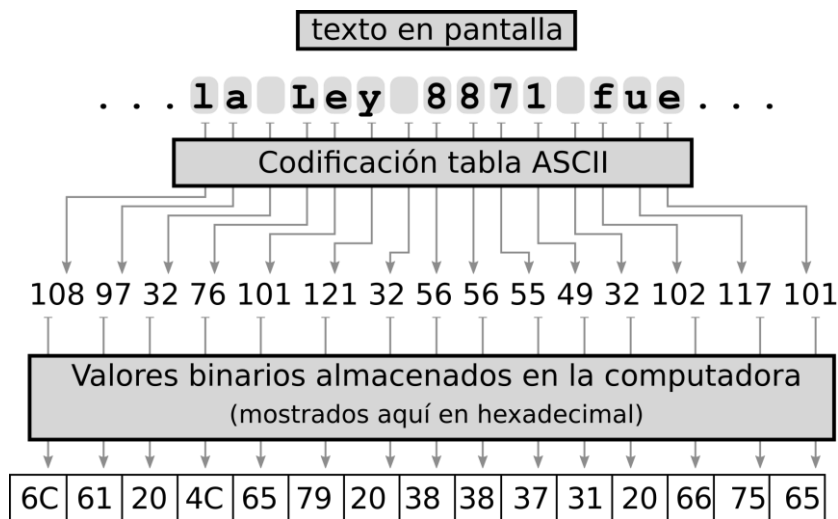 texto en pantalla
. . . la Ley 8871 fue . . .
Codificación tabla ASCII
108 97 32 76 101 121 32 56 56 55 49 32 102 117 101
Valores binarios almacenados en la computadora
(mostrados aquí en hexadecimal)
6C 61 20 4C 65 79 20 38 38 37 31 20 66 75 65